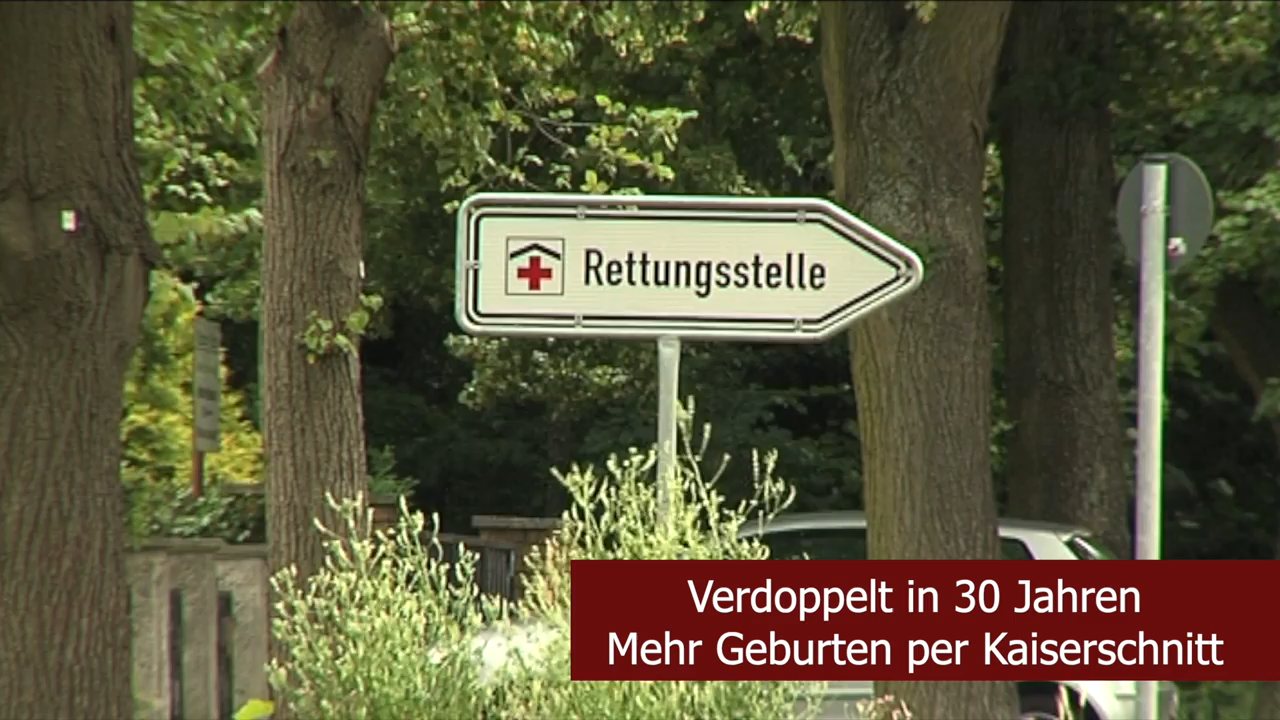 Rettungsstelle
Verdoppelt in 30 Jahren
Mehr Geburten per Kaiserschnitt